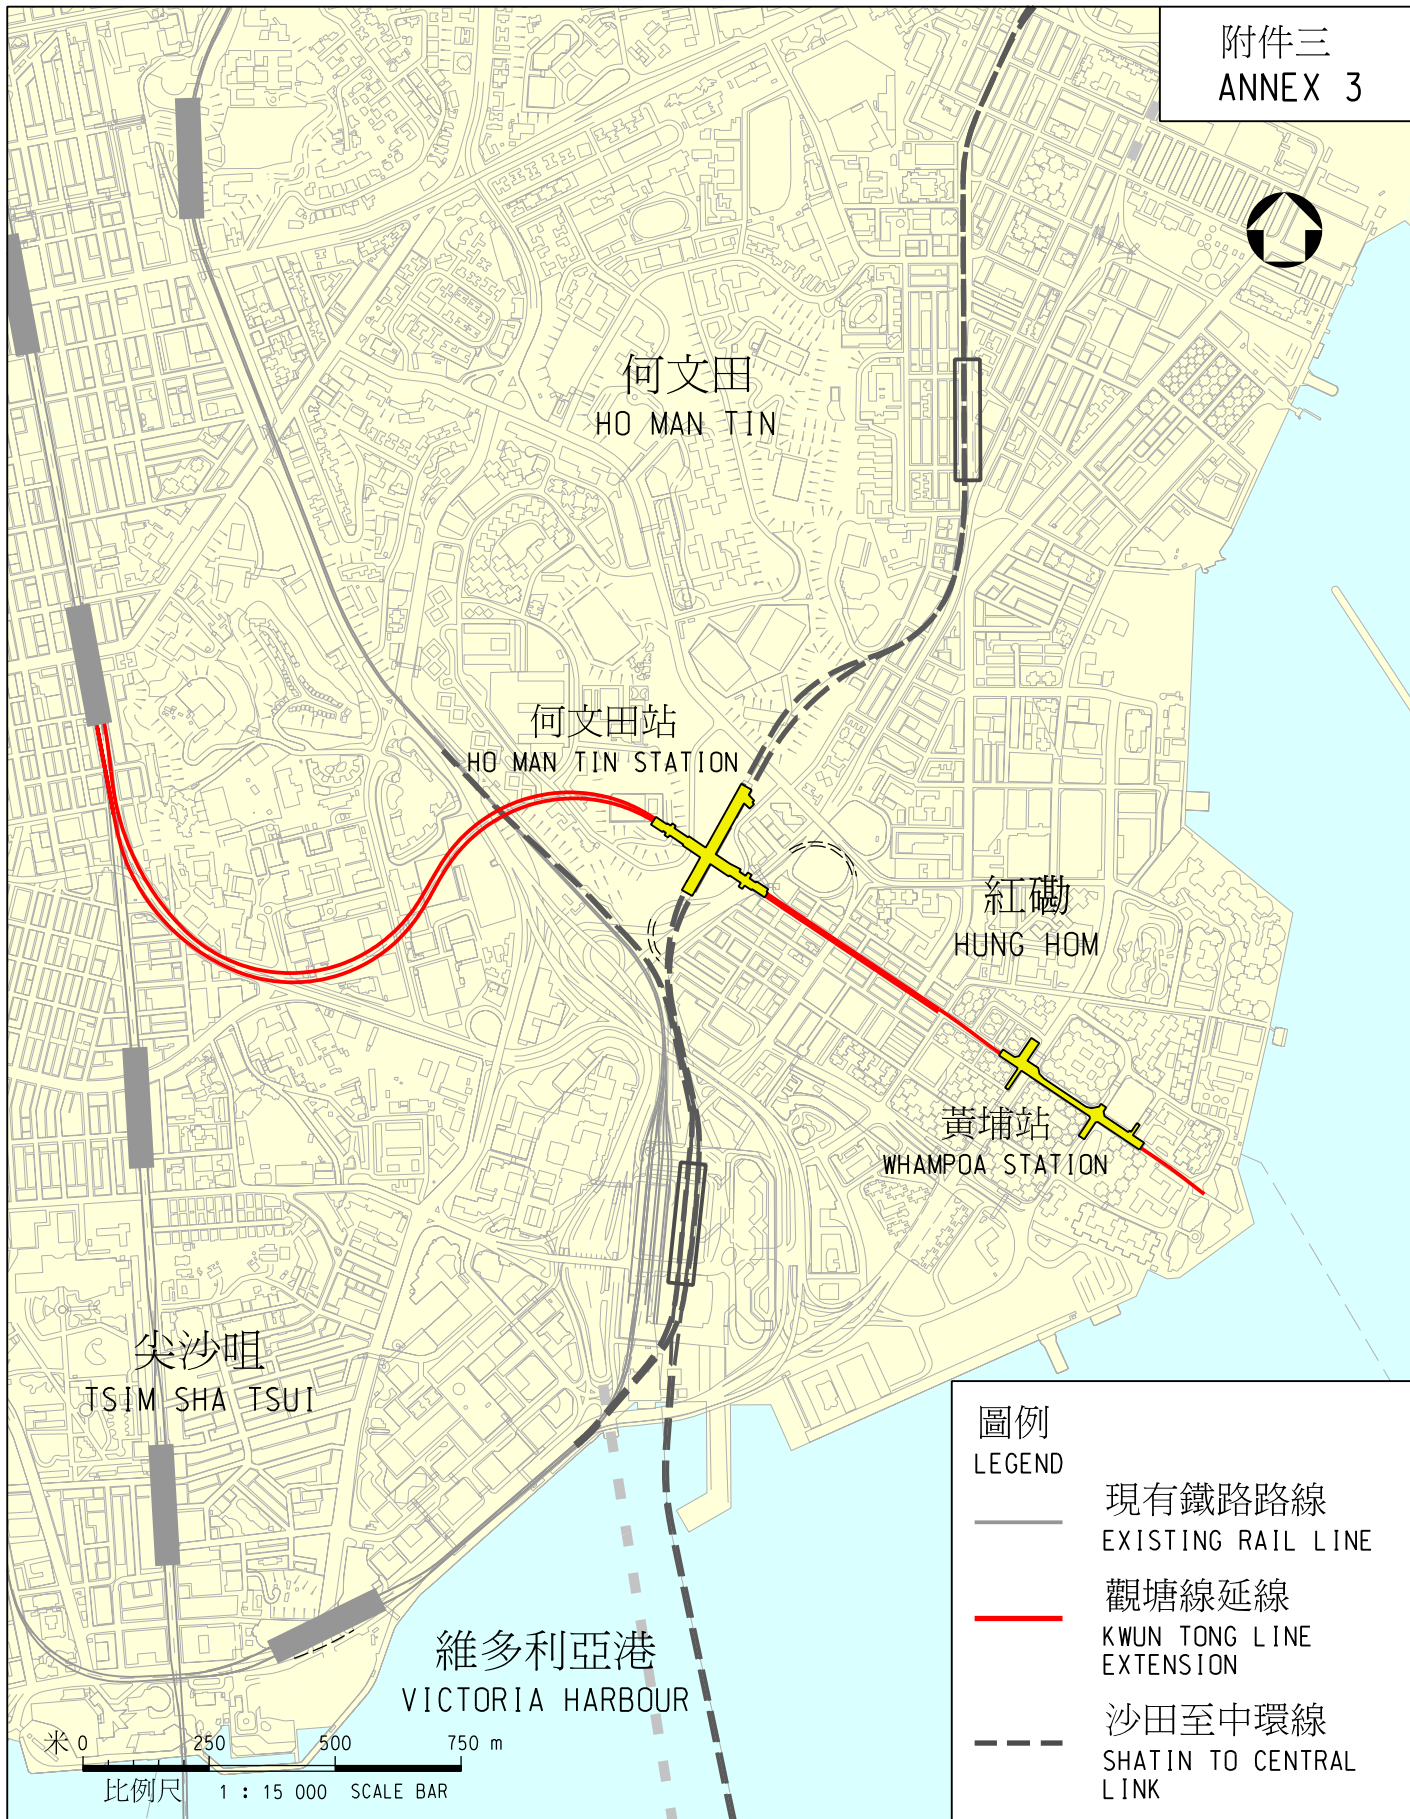 附件三
ANNEX 3
何文田
HO MAN TIN
何文田站
HO MAN TIN STATION
紅磡
HUNG HOM
黃埔站
WHAMPOA STATION
尖沙咀
TSIM SHA TSUI
維多利亞港
VICTORIA HARBOUR
米 0 250 500 750 m
比例尺 1 : 15 000 SCALE BAR
圖例
LEGEND
現有鐵路路線
EXISTING RAIL LINE
觀塘線延線
KWUN TONG LINE
EXTENSION
沙田至中環線
SHATIN TO CENTRAL
LINK